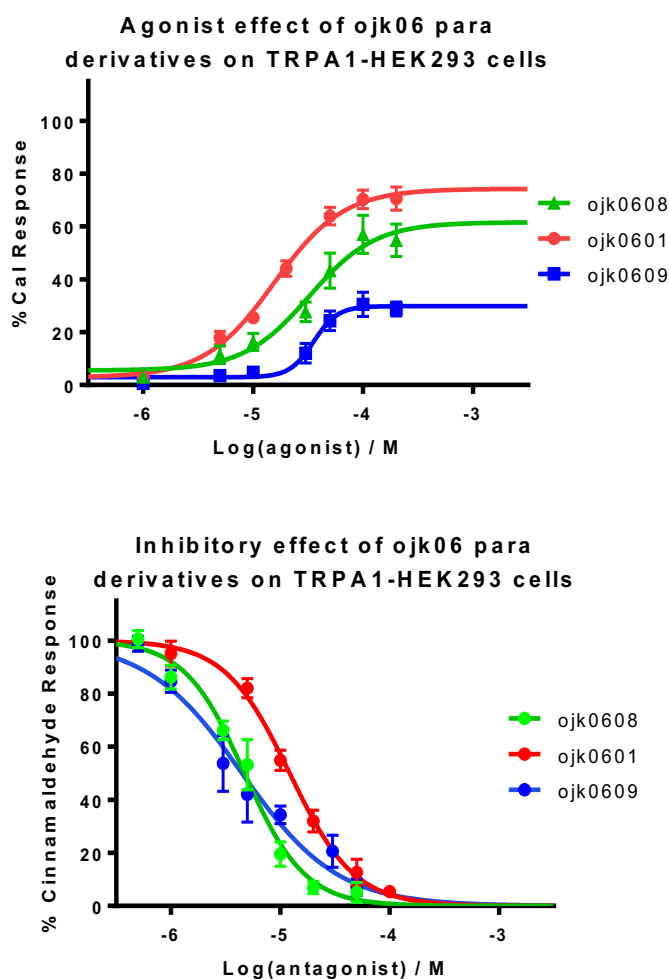 Agonist effect of ojk06 para
derivatives on TRPA1-HEK293 cells
%Cal Response
100
80
60
40
20
0
-6
-5
-4
-3
Log(agonist) / M
ojk0608
ojk0601
ojk0609
Inhibitory effect of ojk06 para
derivatives on TRPA1-HEK293 cells
% Cinnamaldehyde Response
100
80
60
40
20
0
-6
-5
-4
-3
Log(antagonist) / M
ojk0608
ojk0601
ojk0609